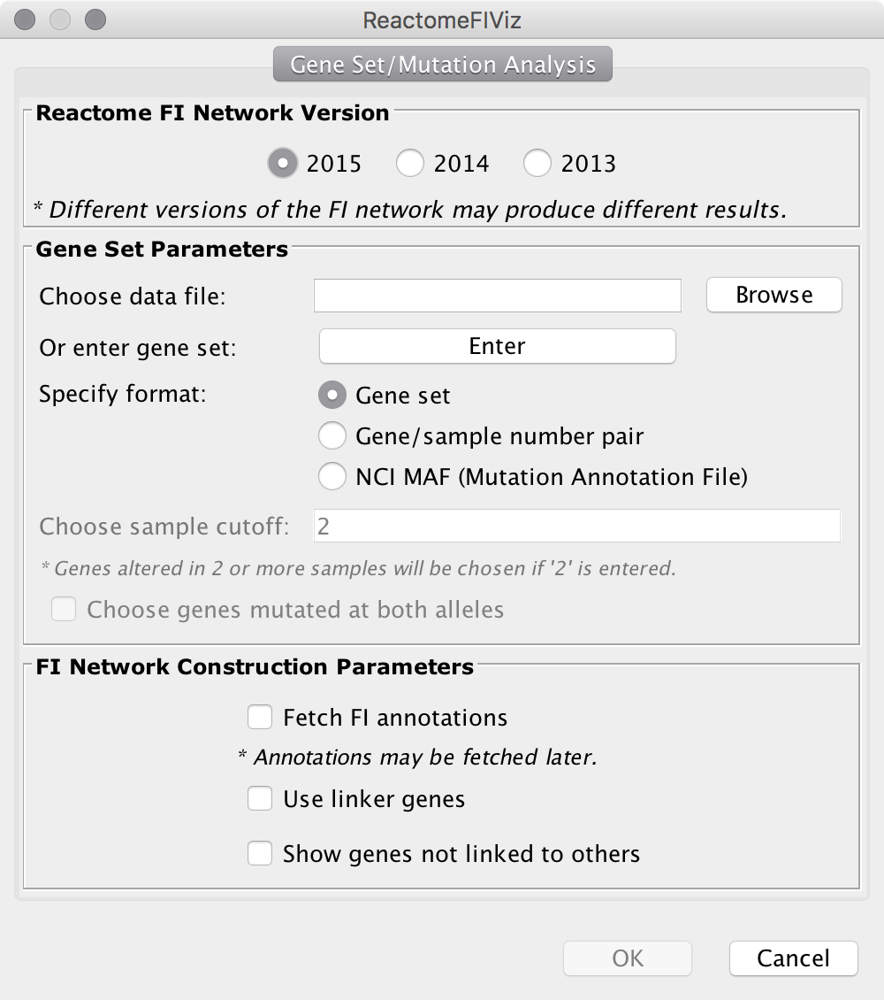 ReactomeFIViz
Gene Set/Mutation Analysis
Reactome FI Network Version
2015 2014 2013
* Different versions of the FI network may produce different results.
Gene Set Parameters
Choose data file: Browse
Or enter gene set: Enter
Specify format: Gene set
Gene/sample number pair
NCI MAF (Mutation Annotation File)
Choose sample cutoff: 2
* Genes altered in 2 or more samples will be chosen if '2' is entered.
Choose genes mutated at both alleles
FI Network Construction Parameters
Fetch FI annotations
* Annotations may be fetched later.
Use linker genes
Show genes not linked to others
OK Cancel